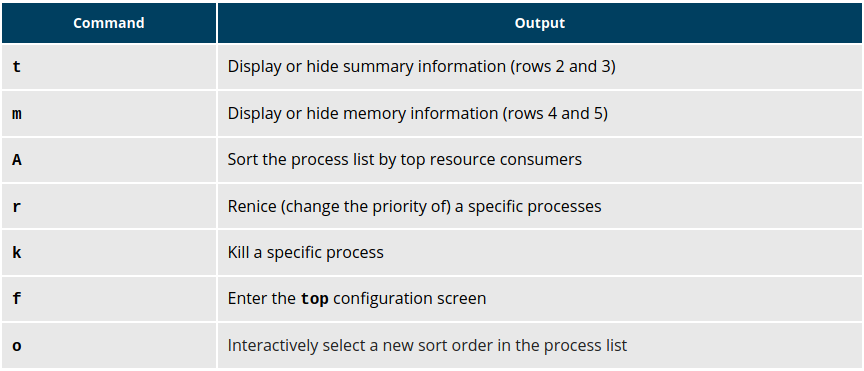 Command Output
t Display or hide summary information (rows 2 and 3)
m Display or hide memory information (rows 4 and 5)
A Sort the process list by top resource consumers
r Renice (change the priority of) a specific processes
k Kill a specific process
f Enter the top configuration screen
o Interactively select a new sort order in the process list